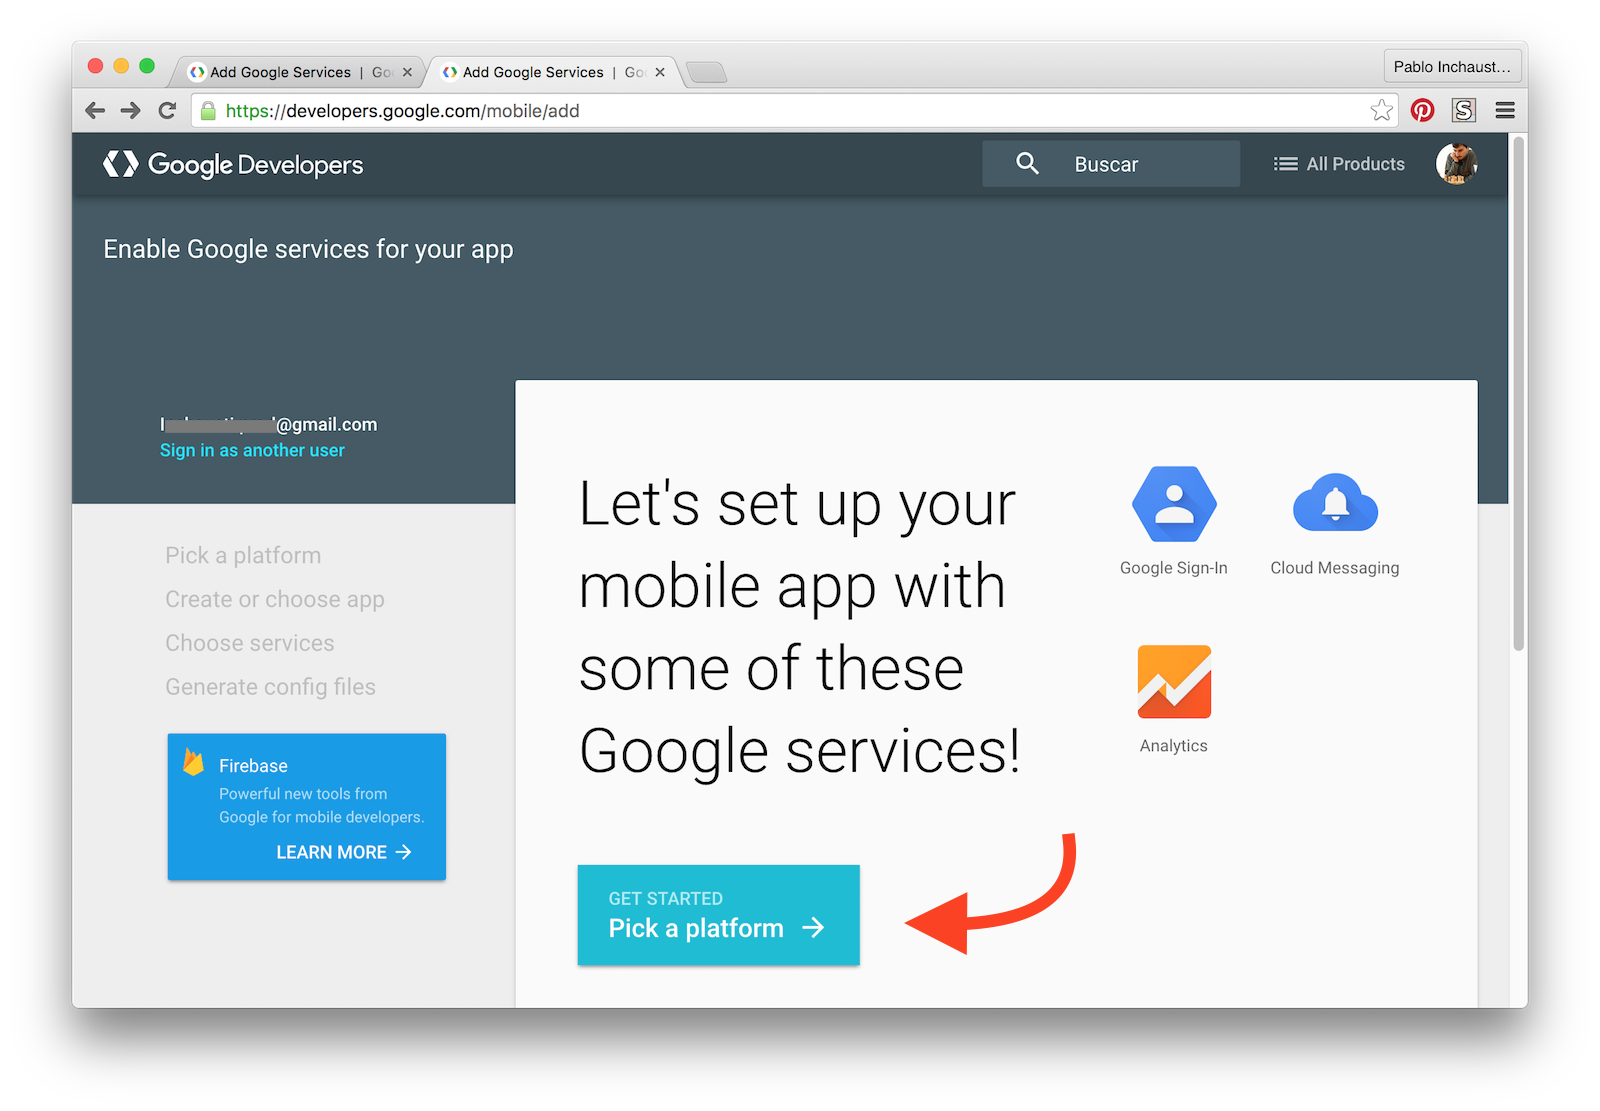 Add Google Services | Go
Add Google Services | Go
Pablo Inchaust...
https://developers.google.com/mobile/add
Google Developers
Buscar
All Products
Enable Google services for your app
@gmail.com
Sign in as another user
Pick a platform
Create or choose app
Choose services
Generate config files
Firebase
Powerful new tools from
Google for mobile developers.
LEARN MORE
Let's set up your
mobile app with
some of these
Google services!
Google Sign-In
Cloud Messaging
Analytics
GET STARTED
Pick a platform